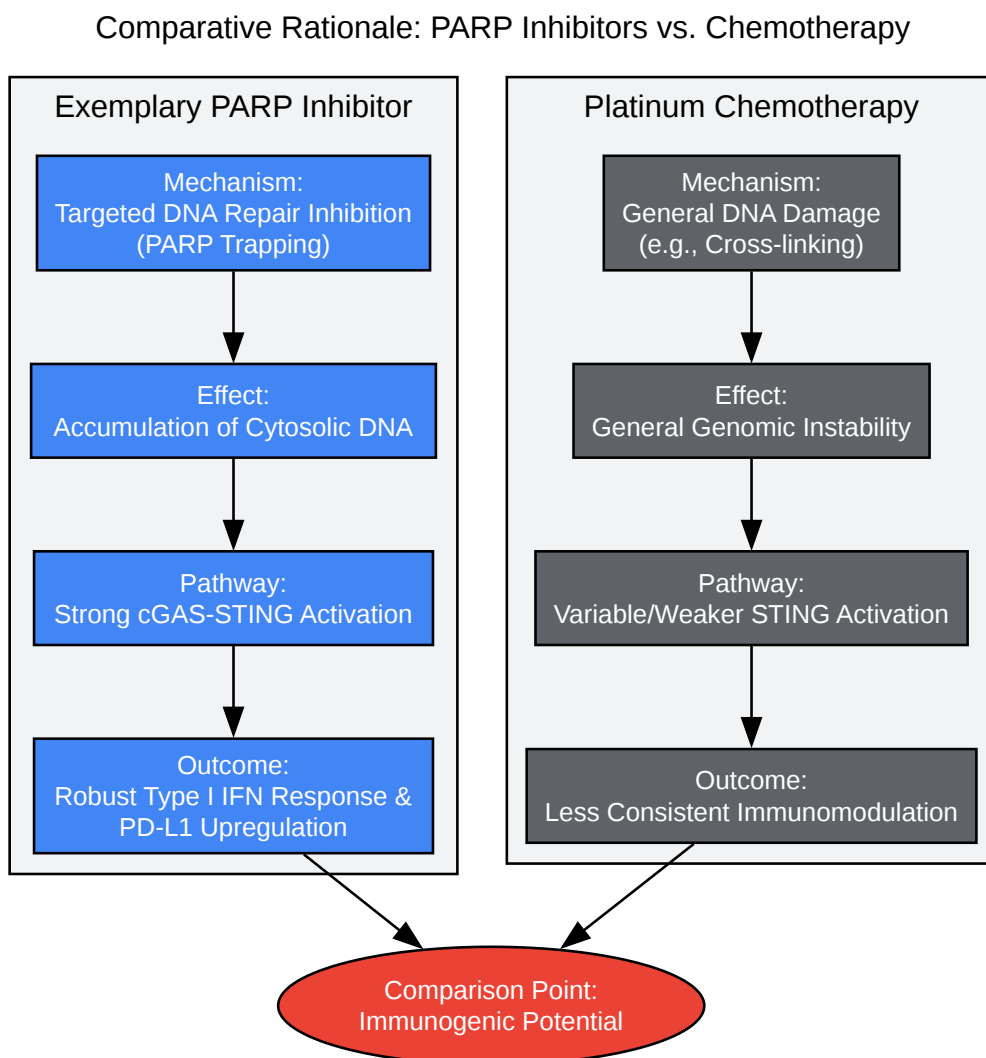 Comparative Rationale: PARP Inhibitors vs. Chemotherapy
Exemplary PARP Inhibitor
Mechanism:
Targeted DNA Repair Inhibition
(PARP Trapping)
Effect:
Accumulation of Cytosolic DNA
Pathway:
Strong cGAS-STING Activation
Outcome:
Robust Type I IFN Response &
PD-L1 Upregulation
Platinum Chemotherapy
Mechanism:
General DNA Damage
(e.g., Cross-linking)
Effect:
General Genomic Instability
Pathway:
Variable/Weaker STING Activation
Outcome:
Less Consistent Immunomodulation
Comparison Point:
Immunogenic Potential